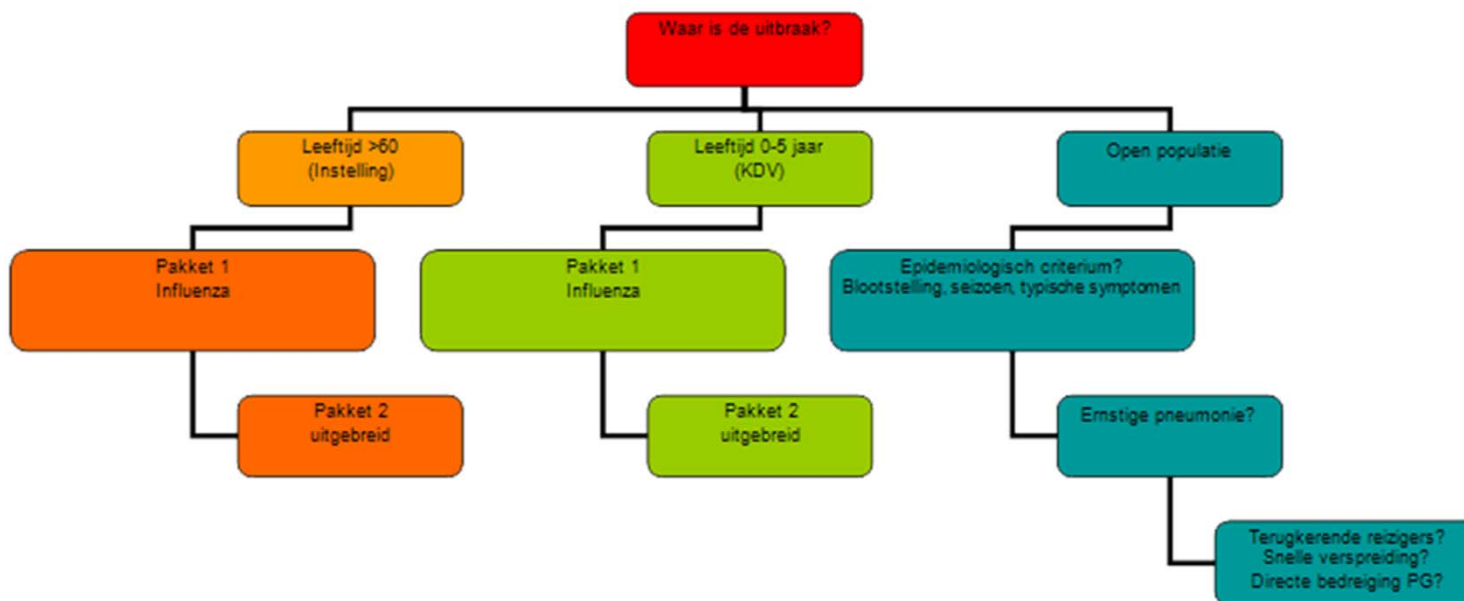 Waar is de uitbraak?
Leeftijd >60
(Instelling)
Leeftijd 0-5 jaar
(KDV)
Open populatie
Pakket 1
Influenza
Pakket 1
Influenza
Epidemiologisch criterium?
Blootstelling, seizoen, typische symptomen
Pakket 2
uitgebreid
Pakket 2
uitgebreid
Ernstige pneumonie?
Terugkerende reizigers?
Snelle verspreiding?
Directe bedreiging PG?